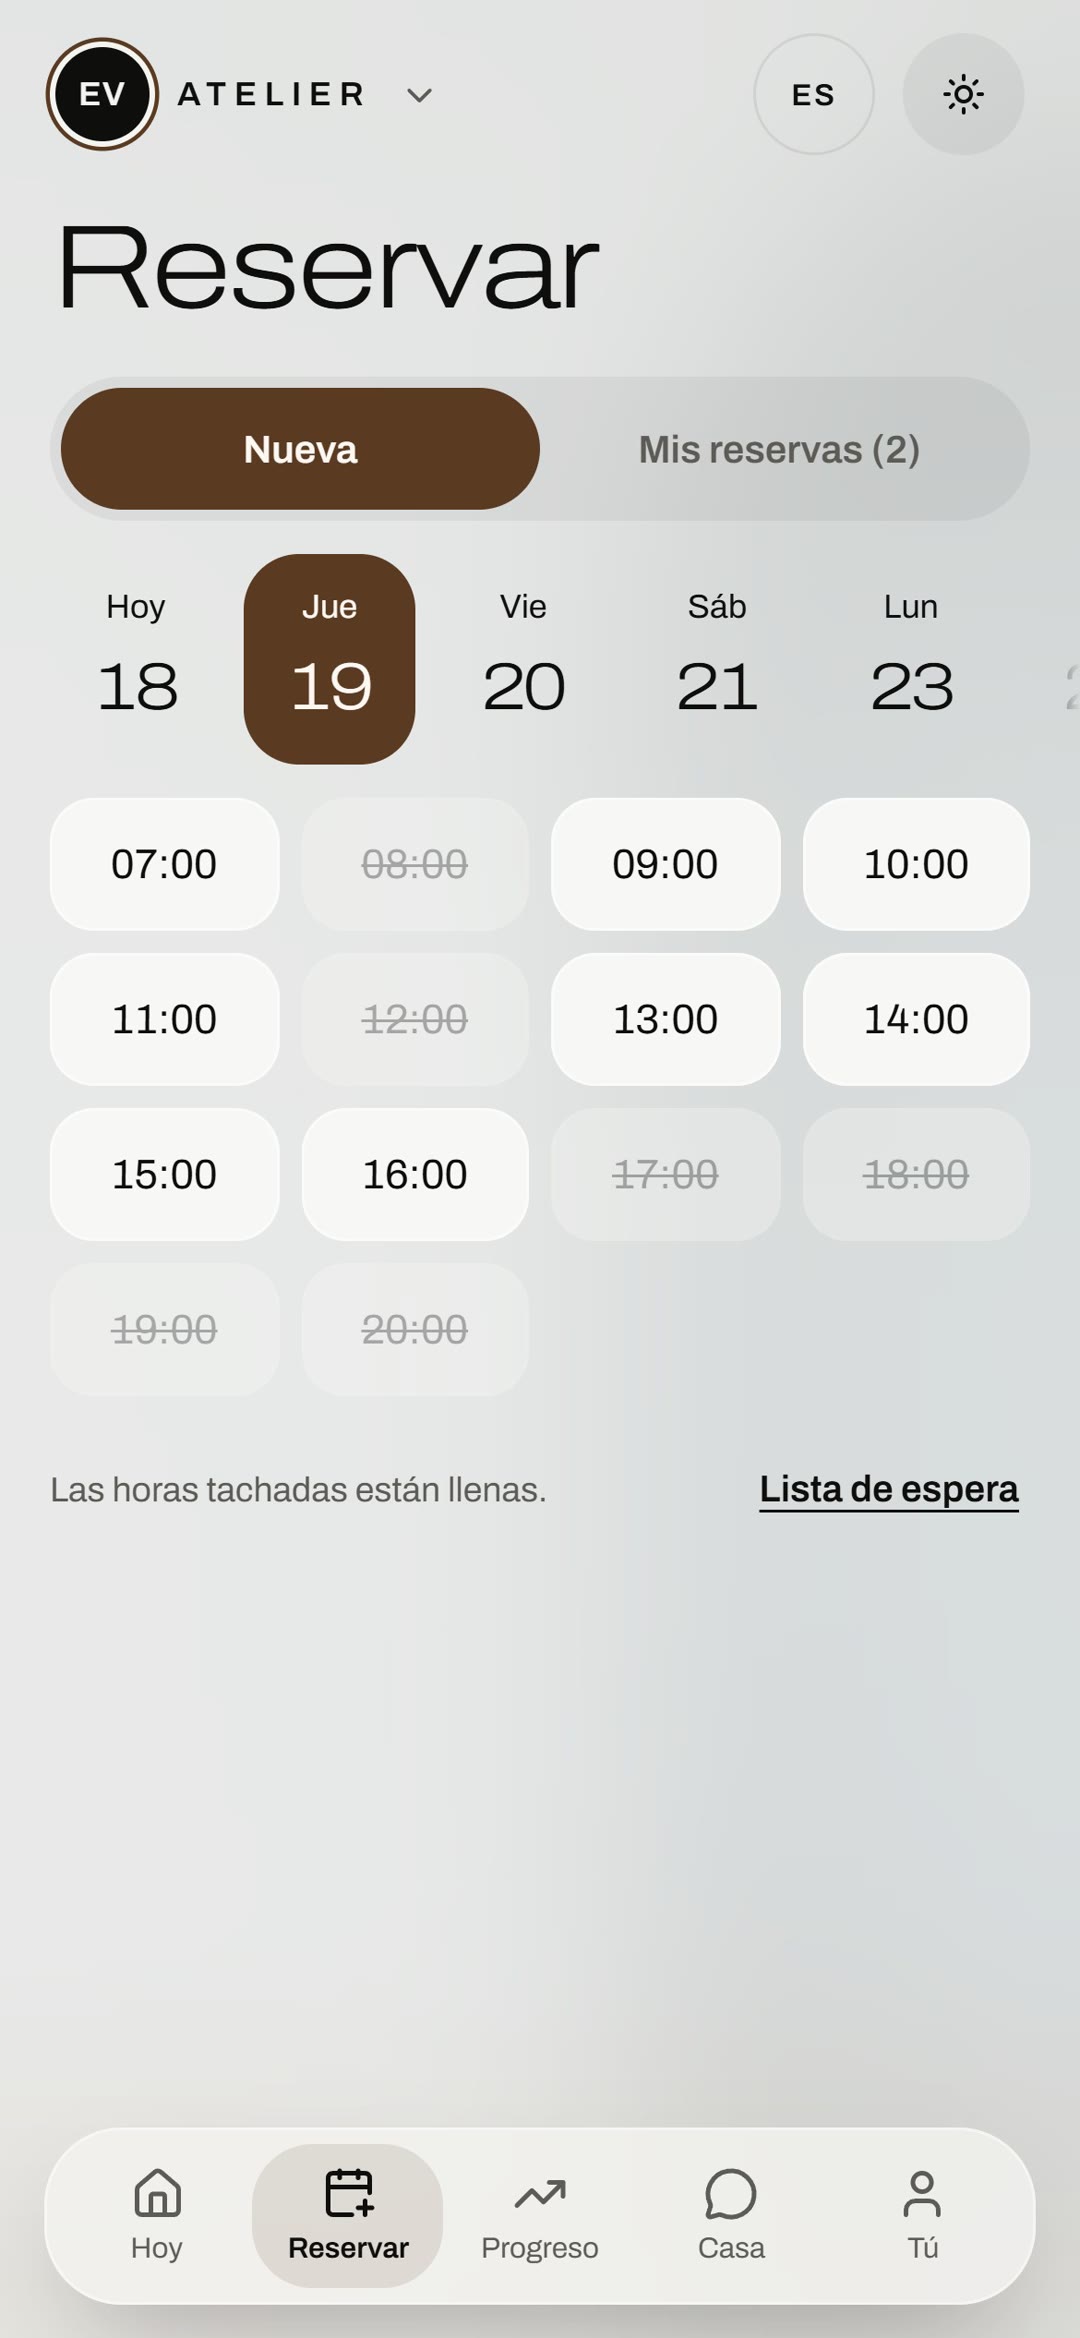 EV ATELIER ES
Reservar
Nueva Mis reservas (2)
Hoy Jue Vie Sáb Lun
18 19 20 21 23
07:00 08:00 09:00 10:00
11:00 12:00 13:00 14:00
15:00 16:00 17:00 18:00
19:00 20:00
Las horas tachadas están llenas. Lista de espera
Hoy Reservar Progreso Casa Tú